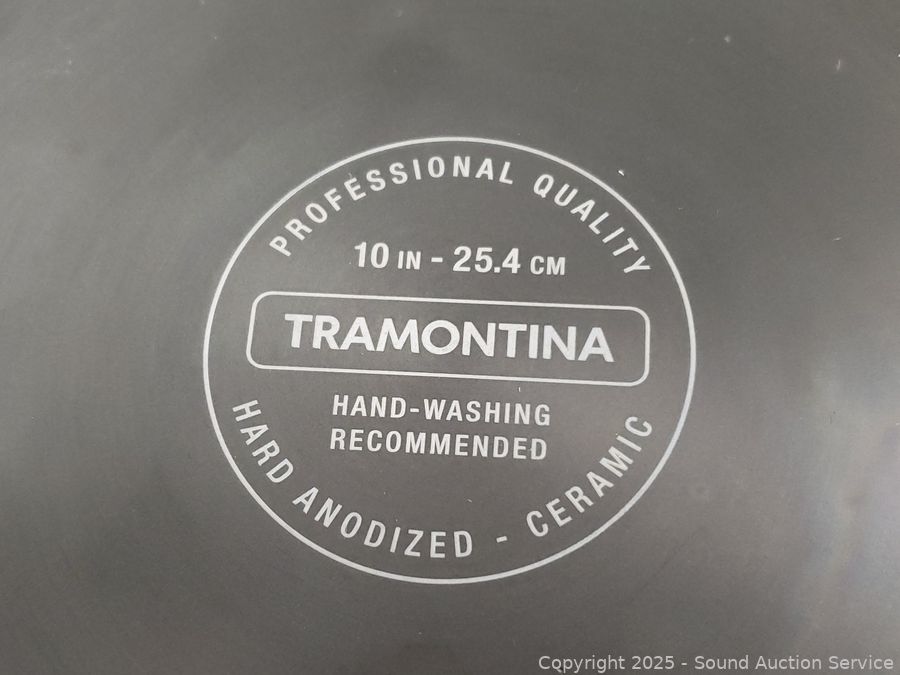 PROFESSIONAL QUALITY
10 IN - 25.4 CM
TRAMONTINA
HAND-WASHING
RECOMMENDED
HARD ANODIZED - CERAMIC
Copyright 2025 - Sound Auction Service